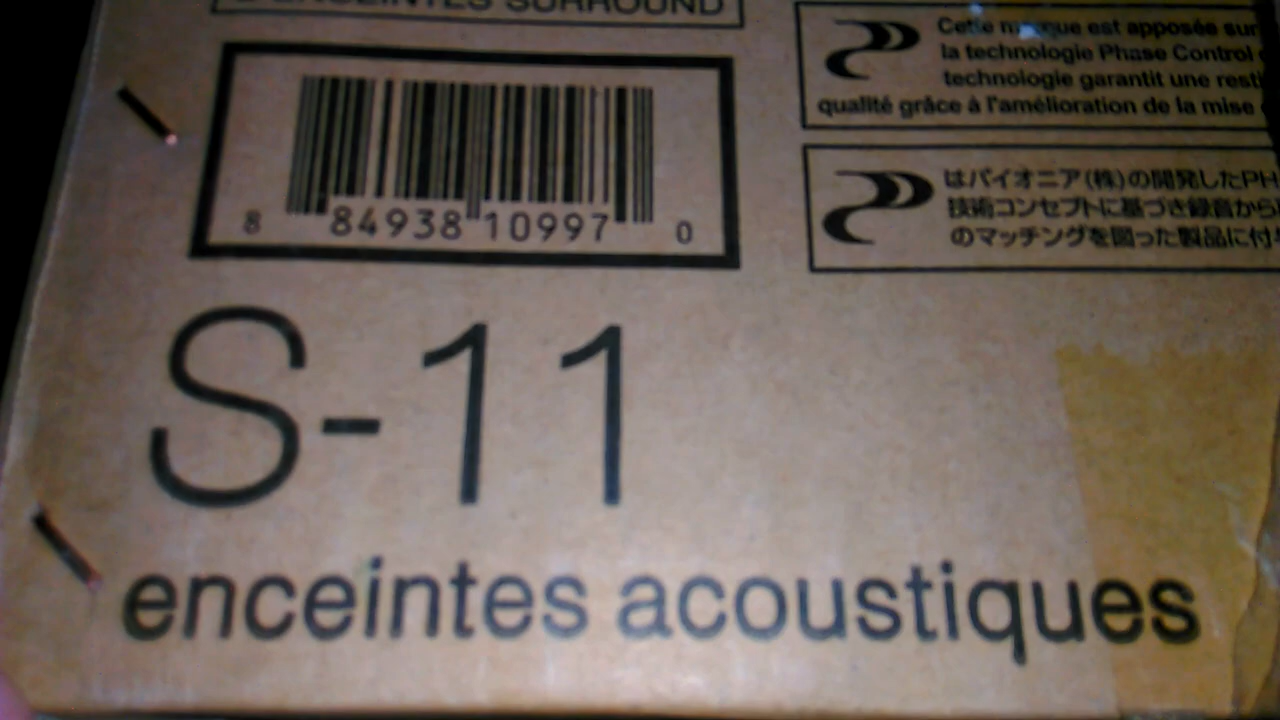 ENCEINTES SURROUND
8 84938 10997 0
S-11
enceintes acoustiques
Cette marque est apposée sur
la technologie Phase Control
technologie garantit une
qualité grâce à l'amélioration de la mise
はパイオニア(株)の開発したPH
技術コンセプトに基づき録音から
のマッチングを図った製品に付